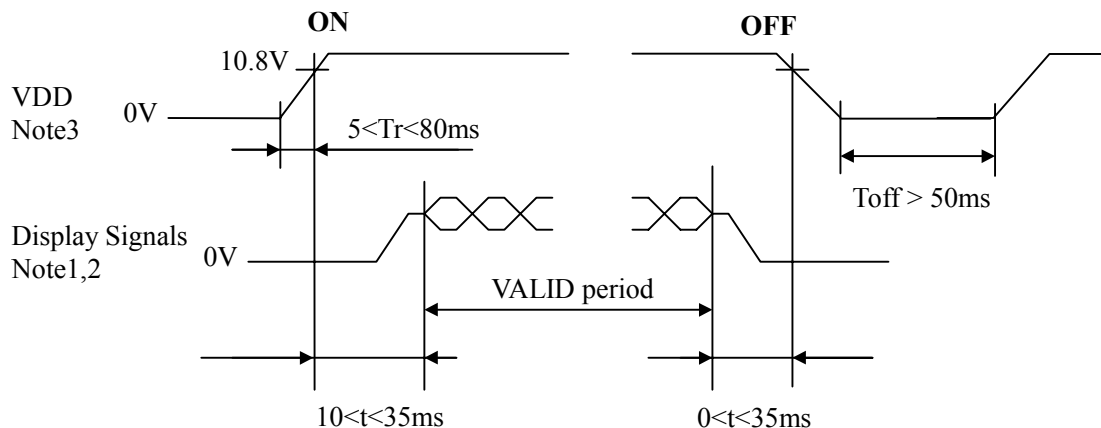 ON
OFF
10.8V
VDD
Note3
0V
5<Tr<80ms
Toff > 50ms
Display Signals
Note1,2
0V
VALID period
10<t<35ms
0<t<35ms